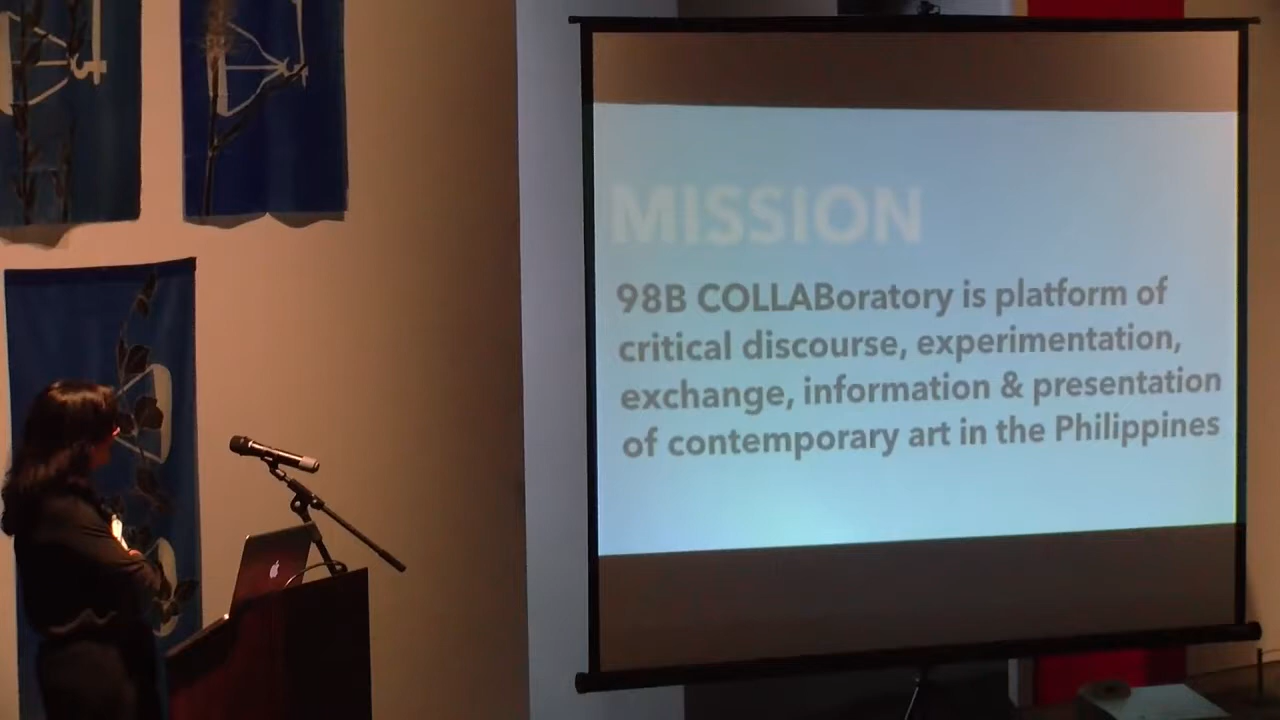 MISSION
98B COLLABoratory is platform of
critical discourse, experimentation,
exchange, information & presentation
of contemporary art in the Philippines